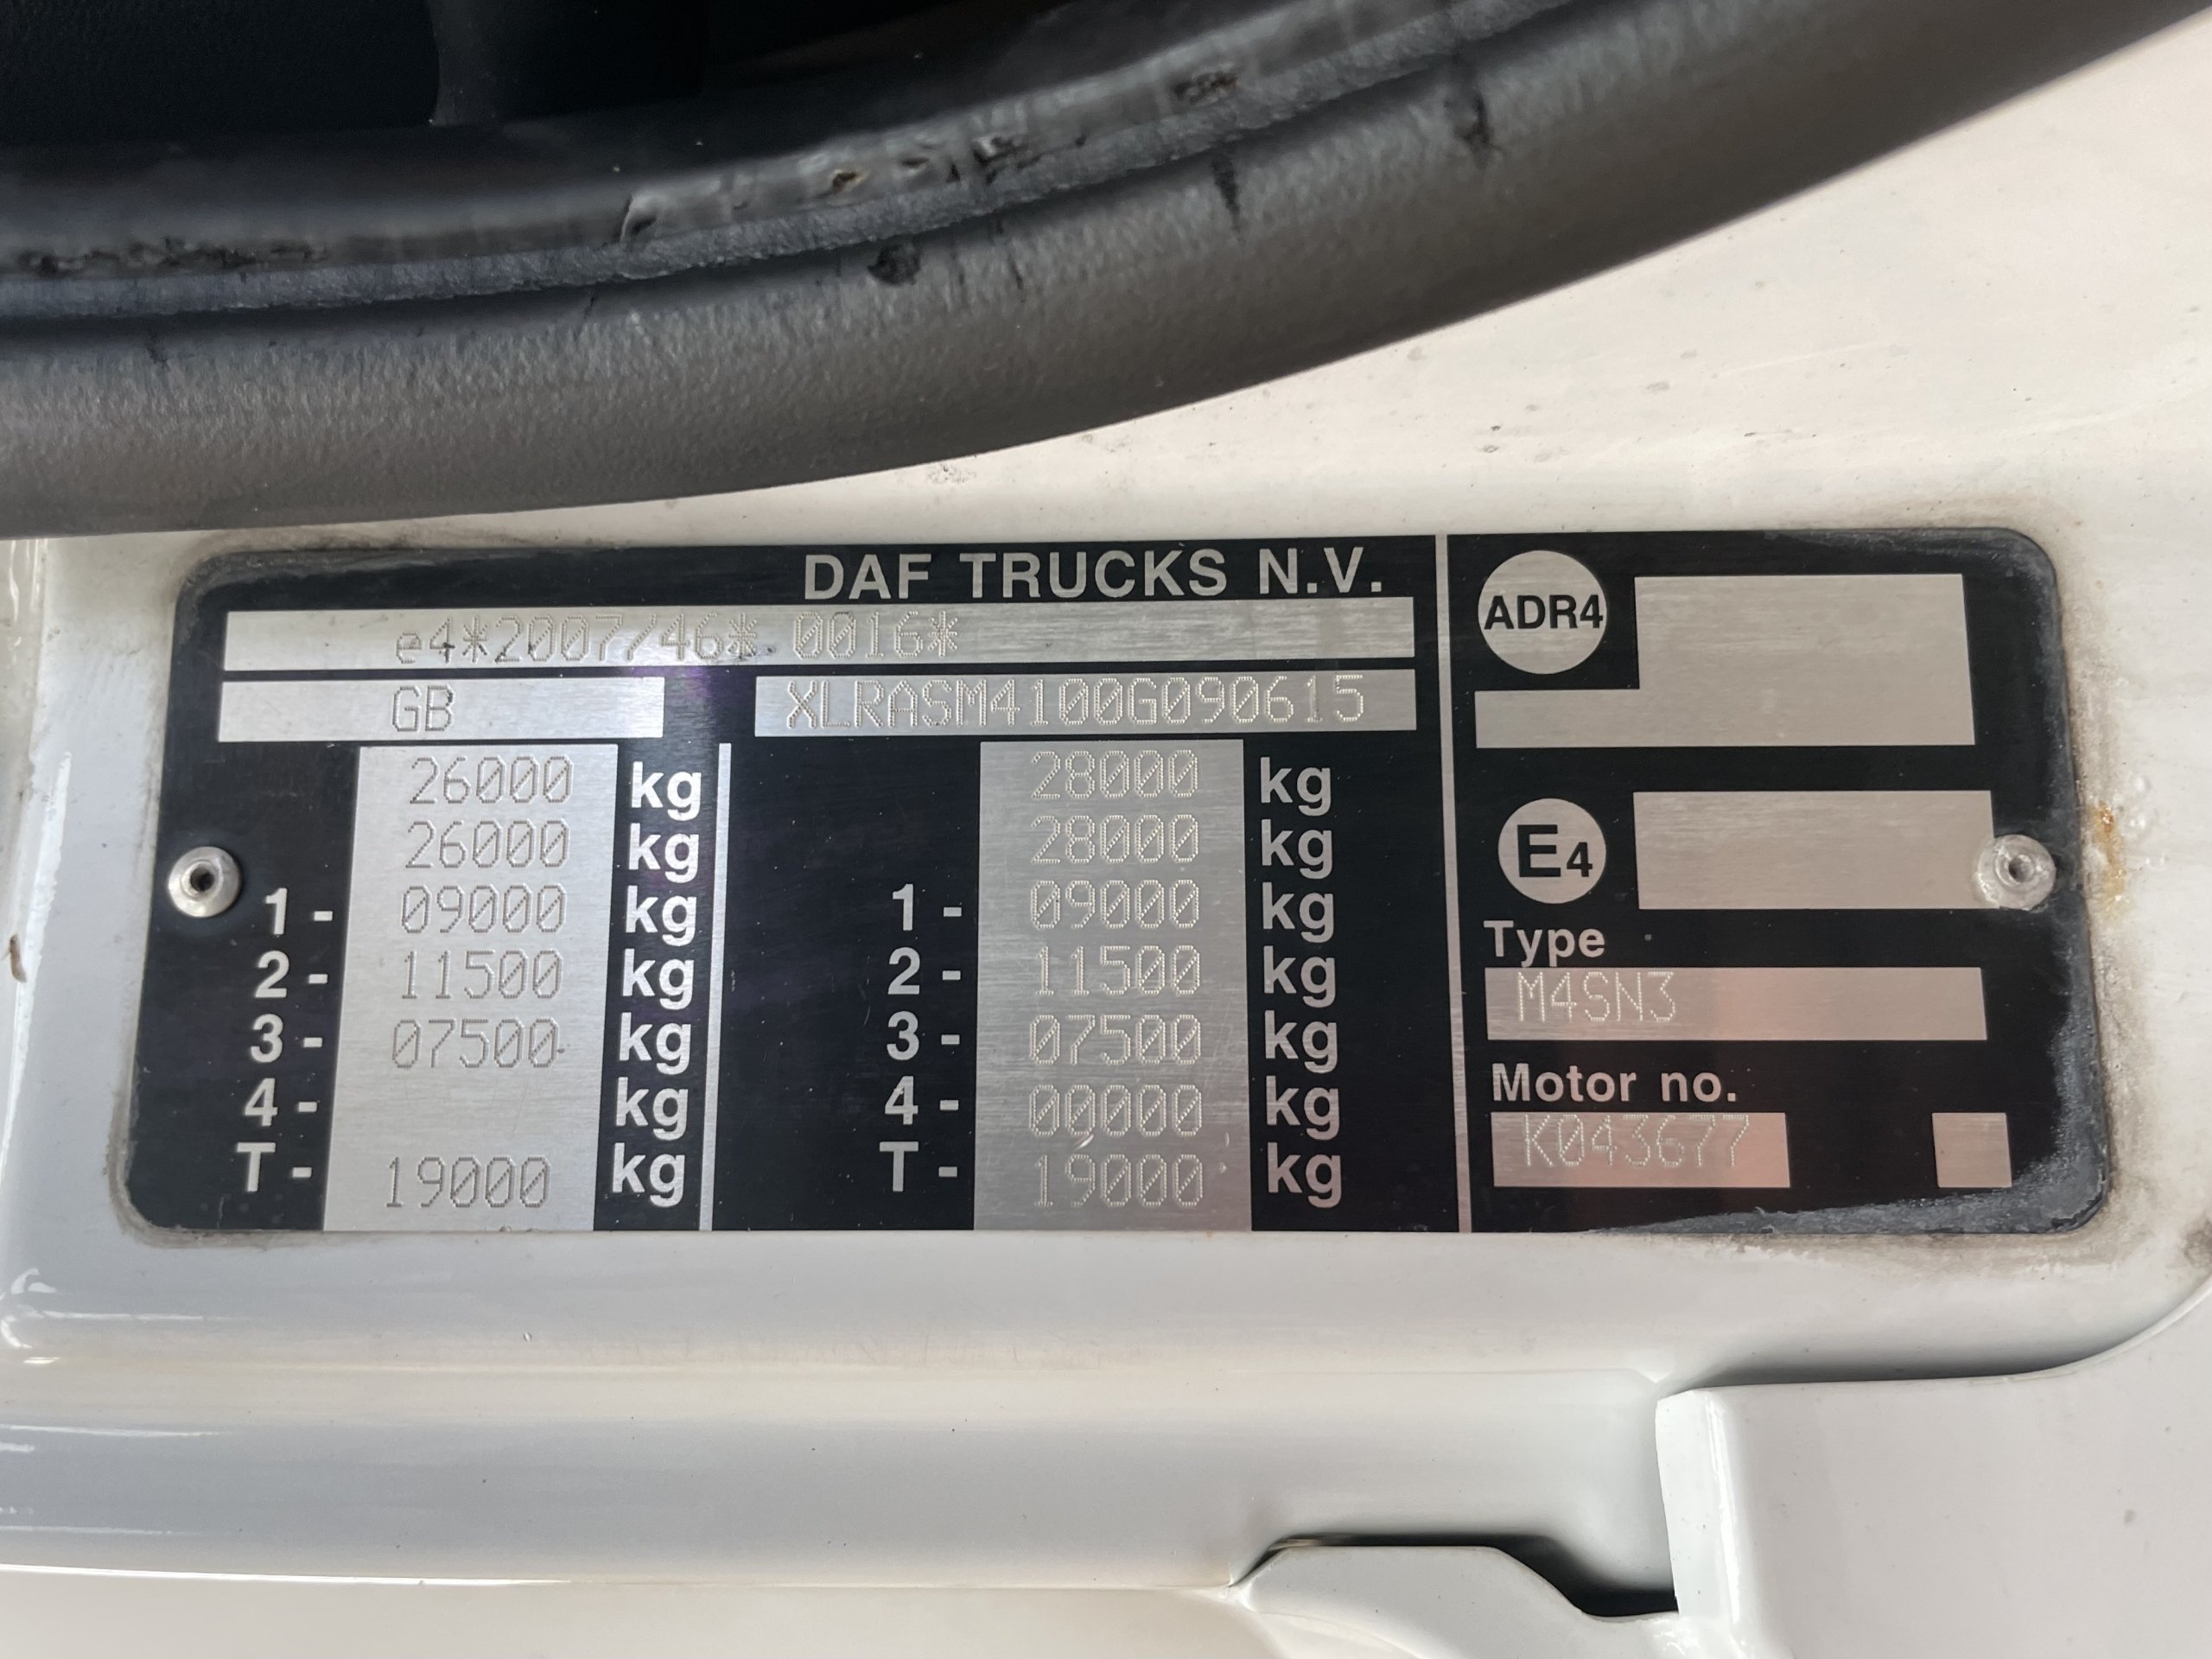 DAF TRUCKS N.V.
e4*2007/46* 0016*
GB XLRASM4100G090615
26000 kg 28000 kg
26000 kg 28000 kg
1 - 09000 kg 1 - 09000 kg
2 - 11500 kg 2 - 11500 kg
3 - 07500 kg 3 - 07500 kg
4 - kg 4 - 00000 kg
T - 19000 kg T - 19000 kg
ADR4
E4
Type
M4SN3
Motor no.
K043677